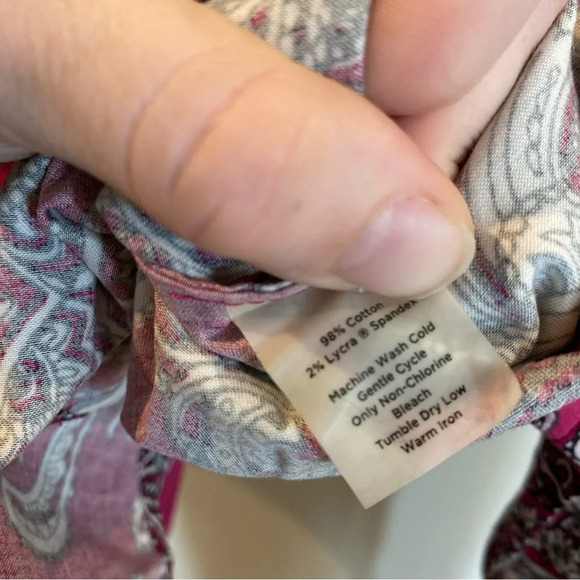 98% Cotton
2% Lycra ® Spandex
Machine Wash Cold
Gentle Cycle
Only Non-Chlorine
Bleach
Tumble Dry Low
Warm Iron